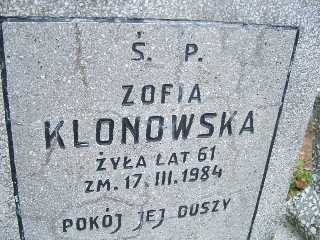 Ś. P.
ZOFIA
KLONOWSKA
ŻYŁA LAT 61
ZM. 17. III. 1984
POKÓJ JEJ DUSZY